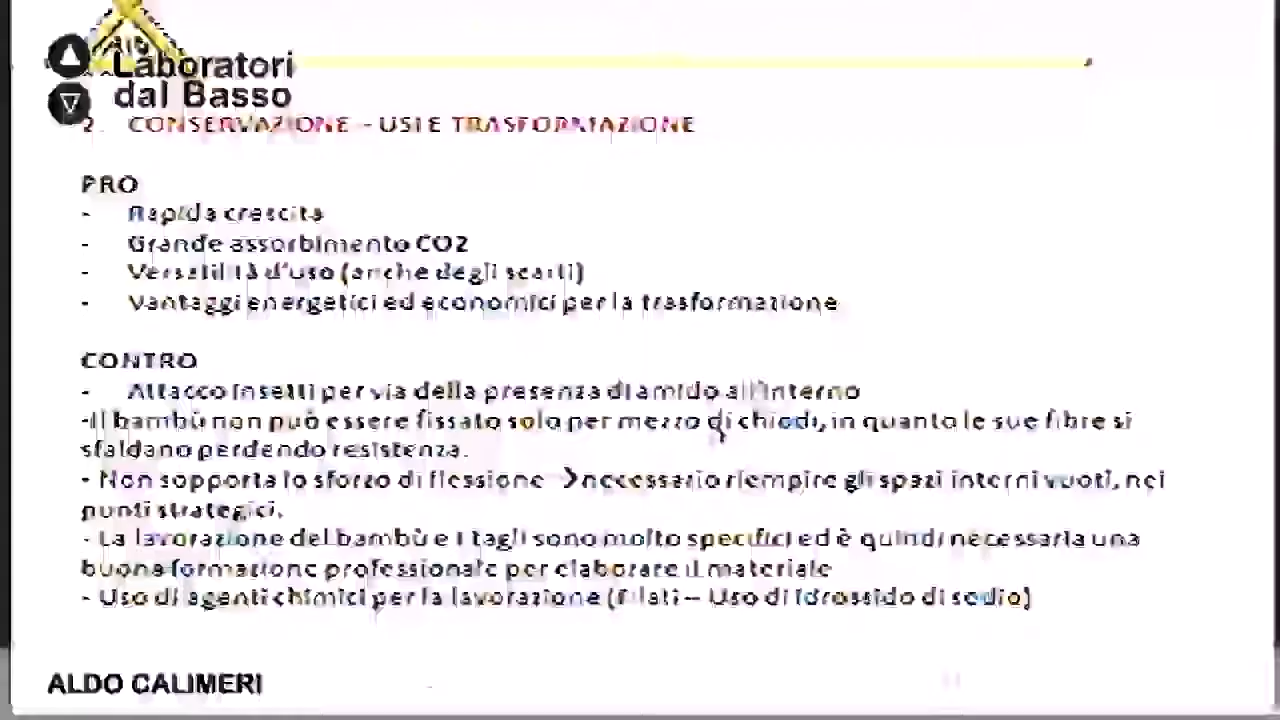 Laboratori
dal Basso
2. CONSERVAZIONE – USI E TRASFORMAZIONE
PRO
- Rapida crescita
- Grande assorbimento CO2
- Versatilità d'uso (anche degli scarti)
- Vantaggi energetici ed economici per la trasformazione
CONTRO
- Attacco insetti per via della presenza di amido all'interno
-Il bambù non può essere fissato solo per mezzo di chiodi, in quanto le sue fibre si
sfaldano perdendo resistenza.
- Non sopporta lo sforzo di flessione → necessario riempire gli spazi interni vuoti, nei
punti strategici.
- La lavorazione del bambù e i tagli sono molto specifici ed è quindi necessaria una
buona formazione professionale per elaborare il materiale
- Uso di agenti chimici per la lavorazione (filati – Uso di idrossido di sodio)
ALDO CALIMERI